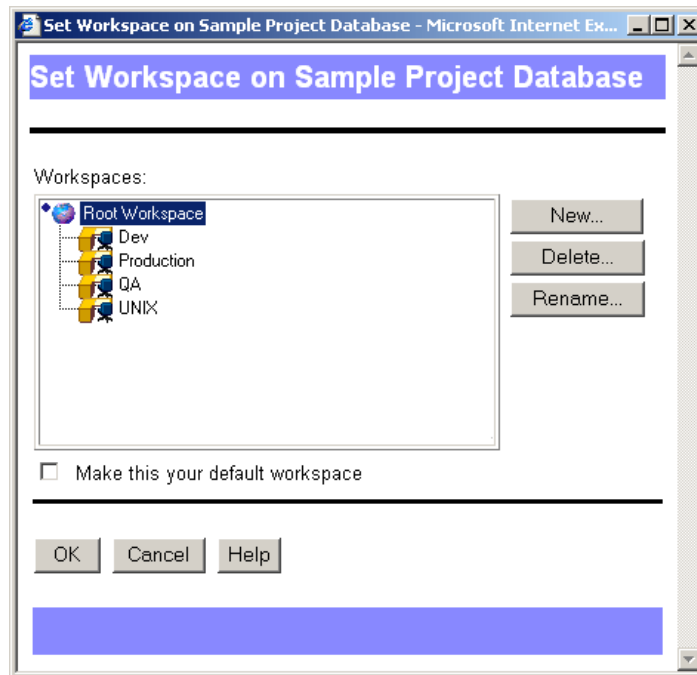 Set Workspace on Sample Project Database - Microsoft Internet Ex...
Set Workspace on Sample Project Database
Workspaces:
Root Workspace
Dev
Production
QA
UNIX
New...
Delete...
Rename...
Make this your default workspace
OK Cancel Help